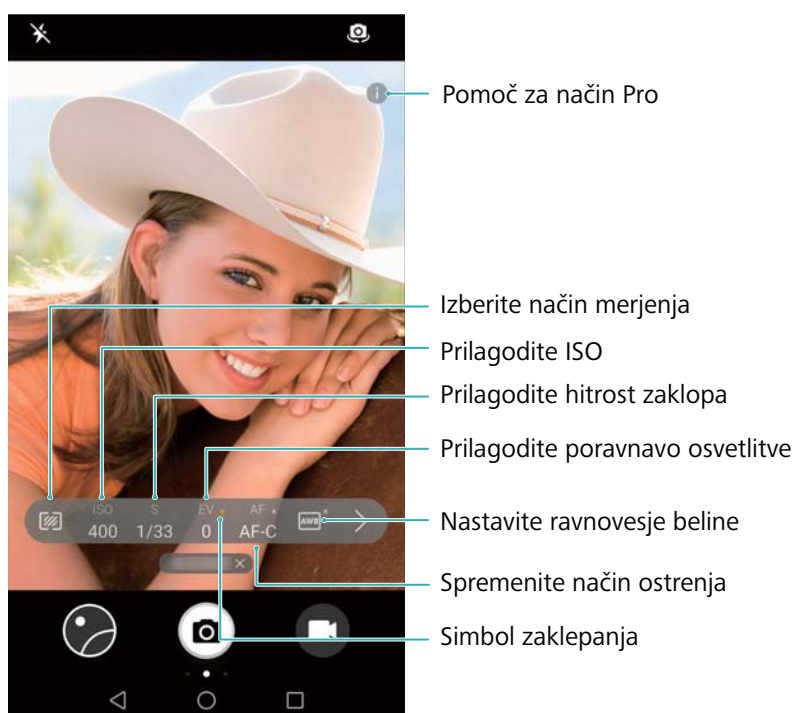 Pomoč za način Pro
Izberite način merjenja
Prilagodite ISO
Prilagodite hitrost zaklopa
Prilagodite poravnavo osvetlitve
ISO S EV AF
400 1/33 0 AF-C AWB
Nastavite ravnovesje beline
Spremenite način ostrenja
Simbol zaklepanja